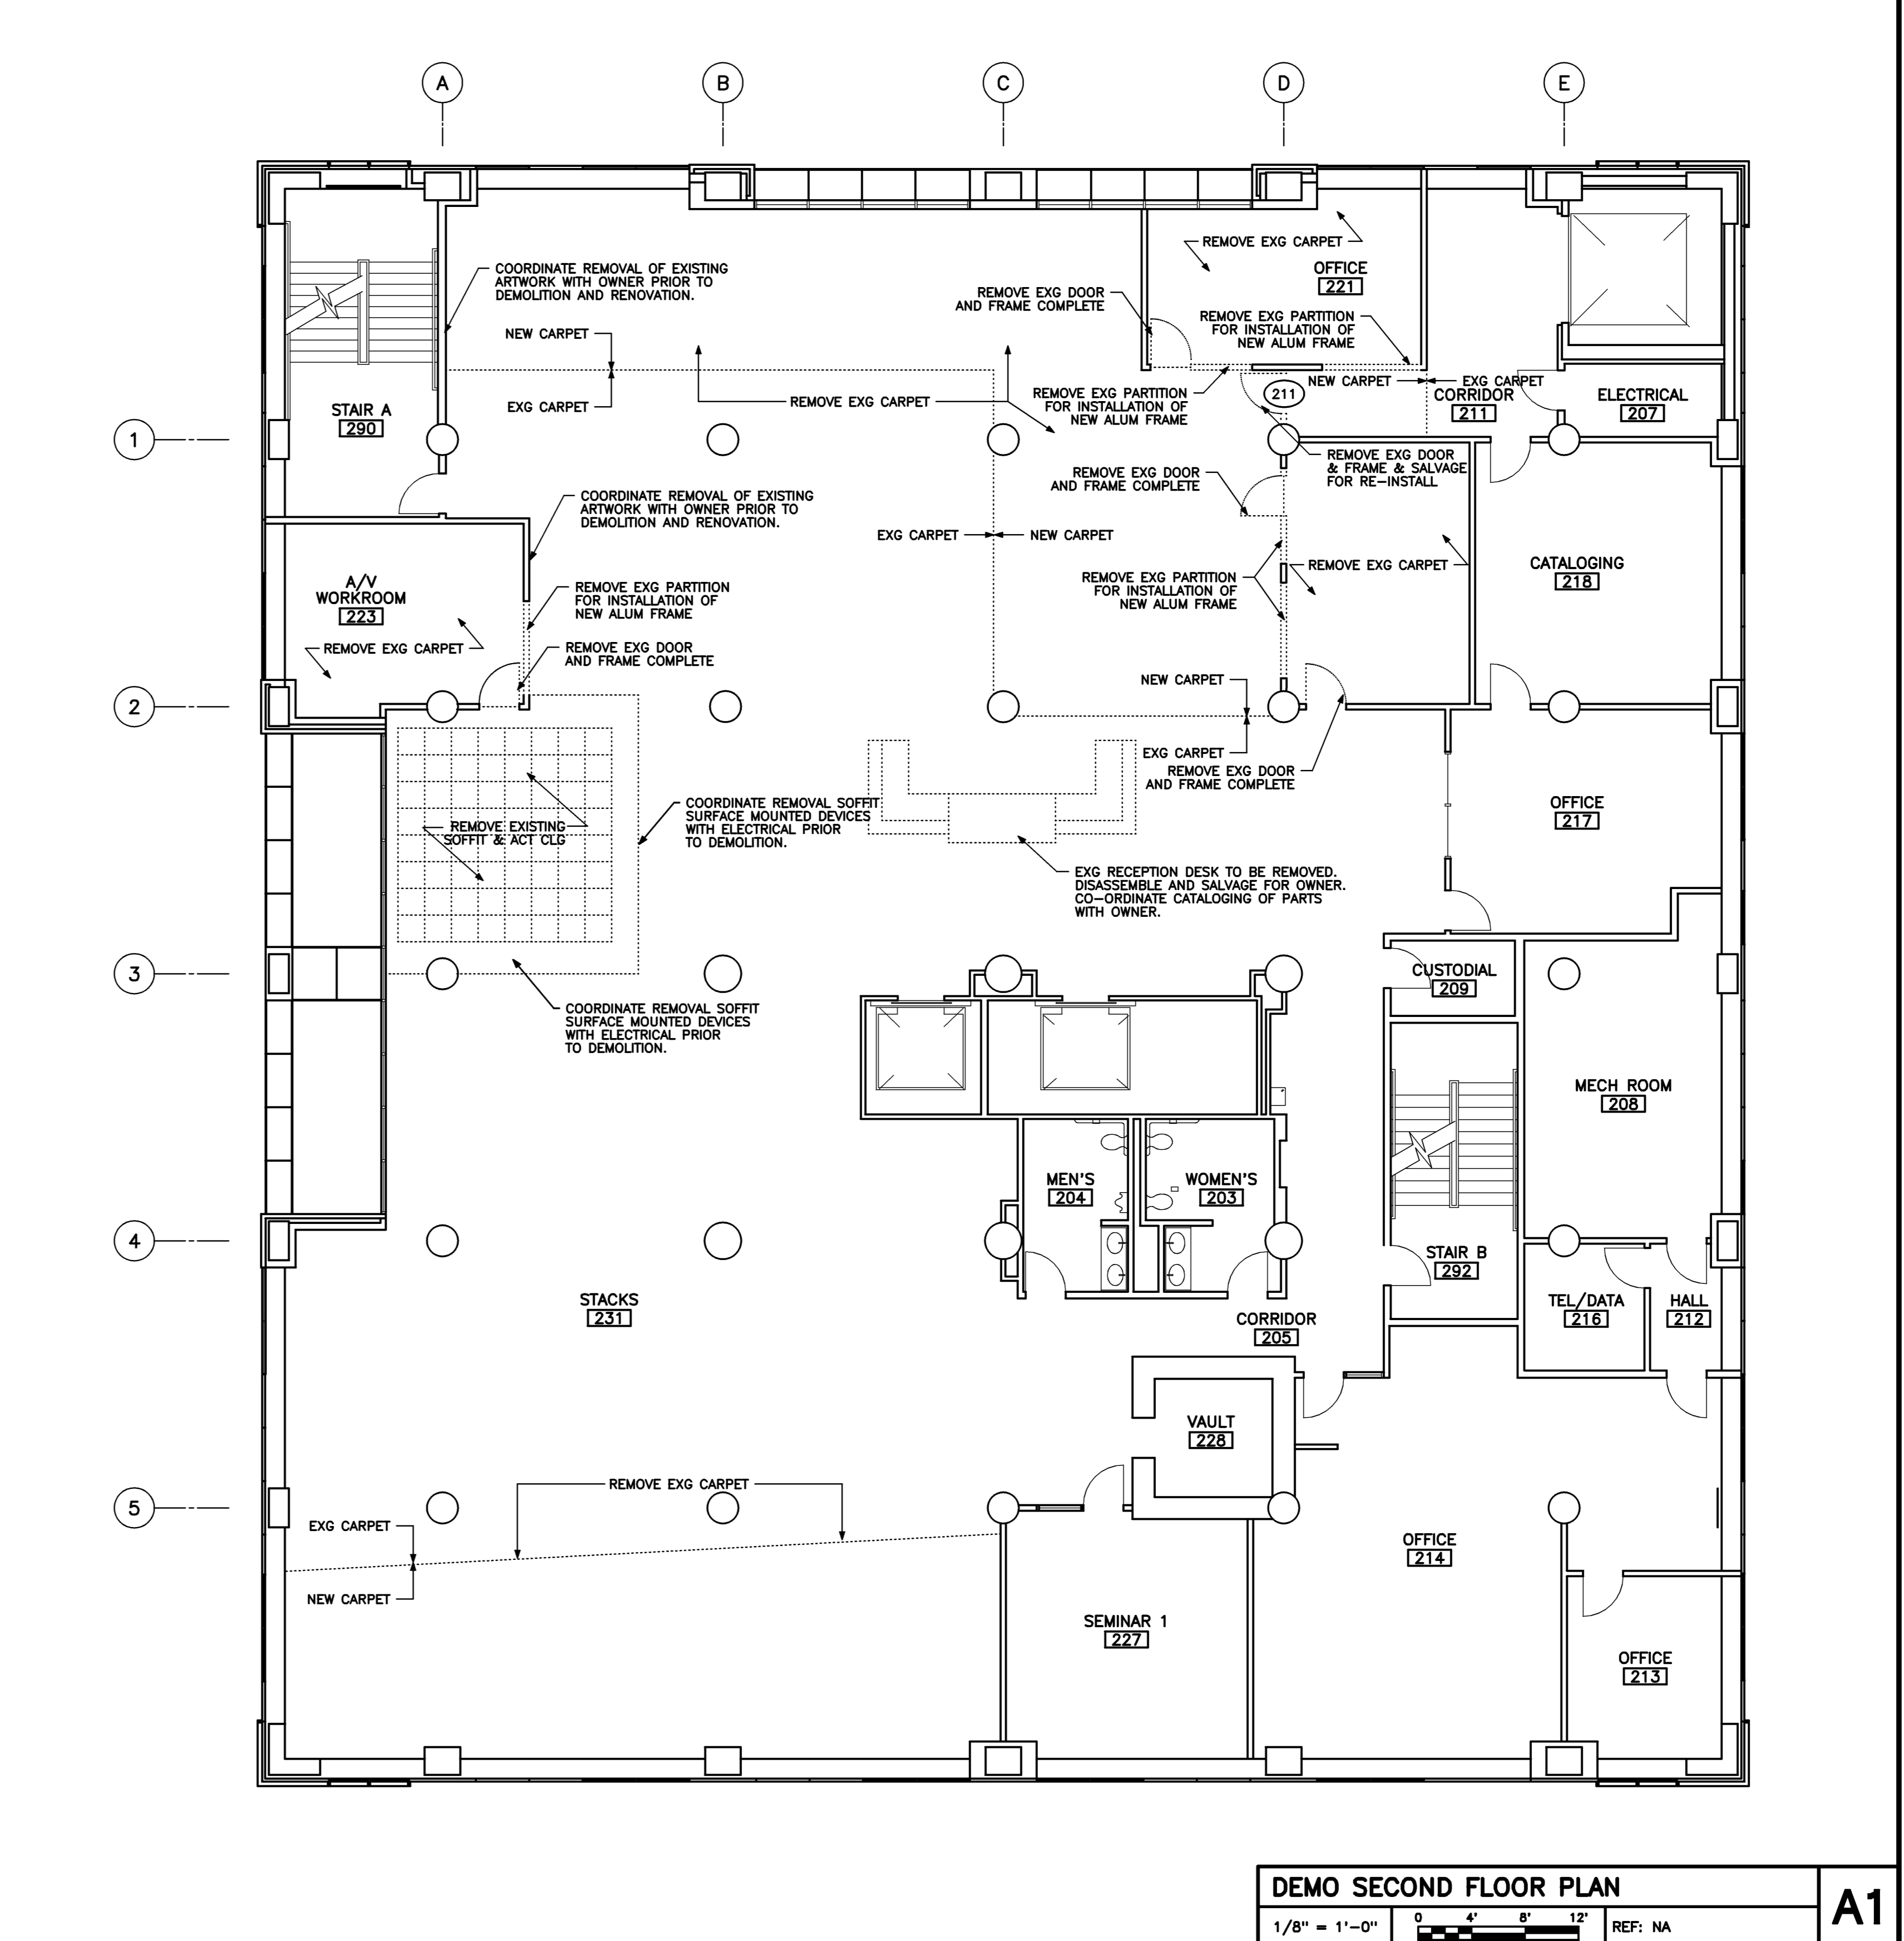 A
B
C
D
E
REMOVE EXG CARPET
OFFICE
221
COORDINATE REMOVAL OF EXISTING
ARTWORK WITH OWNER PRIOR TO
DEMOLITION AND RENOVATION.
REMOVE EXG DOOR
AND FRAME COMPLETE
REMOVE EXG PARTITION
FOR INSTALLATION OF
NEW ALUM FRAME
NEW CARPET
EXG CARPET
REMOVE EXG CARPET
REMOVE EXG PARTITION
FOR INSTALLATION OF
NEW ALUM FRAME
211
NEW CARPET
EXG CARPET
CORRIDOR
211
ELECTRICAL
207
STAIR A
290
1
REMOVE EXG DOOR
& FRAME & SALVAGE
FOR RE-INSTALL
REMOVE EXG DOOR
AND FRAME COMPLETE
COORDINATE REMOVAL OF EXISTING
ARTWORK WITH OWNER PRIOR TO
DEMOLITION AND RENOVATION.
EXG CARPET
NEW CARPET
A/V
WORKROOM
223
REMOVE EXG PARTITION
FOR INSTALLATION OF
NEW ALUM FRAME
REMOVE EXG PARTITION
FOR INSTALLATION OF
NEW ALUM FRAME
REMOVE EXG CARPET
CATALOGING
218
REMOVE EXG CARPET
REMOVE EXG DOOR
AND FRAME COMPLETE
NEW CARPET
2
EXG CARPET
REMOVE EXG DOOR
AND FRAME COMPLETE
REMOVE EXISTING
SOFFIT & ACT CLG
COORDINATE REMOVAL SOFFIT
SURFACE MOUNTED DEVICES
WITH ELECTRICAL PRIOR
TO DEMOLITION.
OFFICE
217
EXG RECEPTION DESK TO BE REMOVED.
DISASSEMBLE AND SALVAGE FOR OWNER.
CO-ORDINATE CATALOGING OF PARTS
WITH OWNER.
3
CUSTODIAL
209
COORDINATE REMOVAL SOFFIT
SURFACE MOUNTED DEVICES
WITH ELECTRICAL PRIOR
TO DEMOLITION.
MECH ROOM
208
MEN'S
204
WOMEN'S
203
4
STAIR B
292
STACKS
231
CORRIDOR
205
TEL/DATA
216
HALL
212
VAULT
228
REMOVE EXG CARPET
5
EXG CARPET
NEW CARPET
OFFICE
214
SEMINAR 1
227
OFFICE
213
DEMO SECOND FLOOR PLAN
A1
1/8" = 1'-0"
0 4' 8' 12'
REF: NA